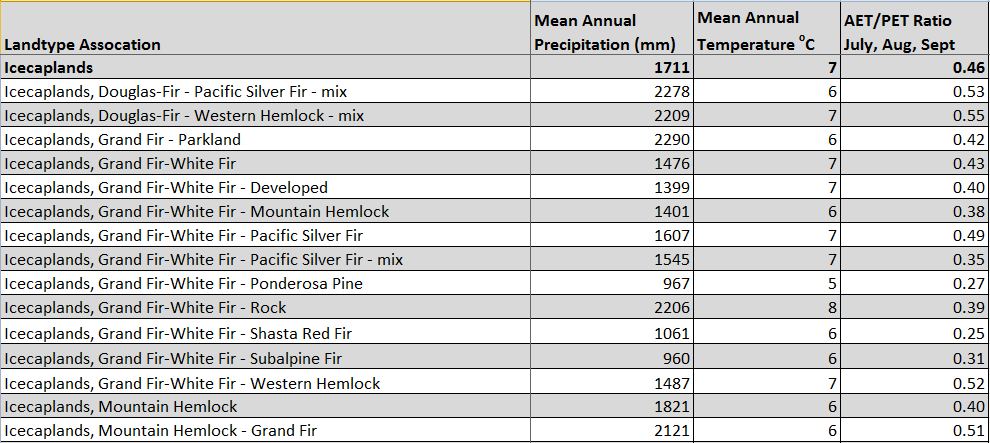 Landtype Assocation Mean Annual Precipitation (mm) Mean Annual Temperature °C AET/PET Ratio July, Aug, Sept
Icecaplands 1711 7 0.46
Icecaplands, Douglas-Fir - Pacific Silver Fir - mix 2278 6 0.53
Icecaplands, Douglas-Fir - Western Hemlock - mix 2209 7 0.55
Icecaplands, Grand Fir - Parkland 2290 6 0.42
Icecaplands, Grand Fir-White Fir 1476 7 0.43
Icecaplands, Grand Fir-White Fir - Developed 1399 7 0.40
Icecaplands, Grand Fir-White Fir - Mountain Hemlock 1401 6 0.38
Icecaplands, Grand Fir-White Fir - Pacific Silver Fir 1607 7 0.49
Icecaplands, Grand Fir-White Fir - Pacific Silver Fir - mix 1545 7 0.35
Icecaplands, Grand Fir-White Fir - Ponderosa Pine 967 5 0.27
Icecaplands, Grand Fir-White Fir - Rock 2206 8 0.39
Icecaplands, Grand Fir-White Fir - Shasta Red Fir 1061 6 0.25
Icecaplands, Grand Fir-White Fir - Subalpine Fir 960 6 0.31
Icecaplands, Grand Fir-White Fir - Western Hemlock 1487 7 0.52
Icecaplands, Mountain Hemlock 1821 6 0.40
Icecaplands, Mountain Hemlock - Grand Fir 2121 6 0.51